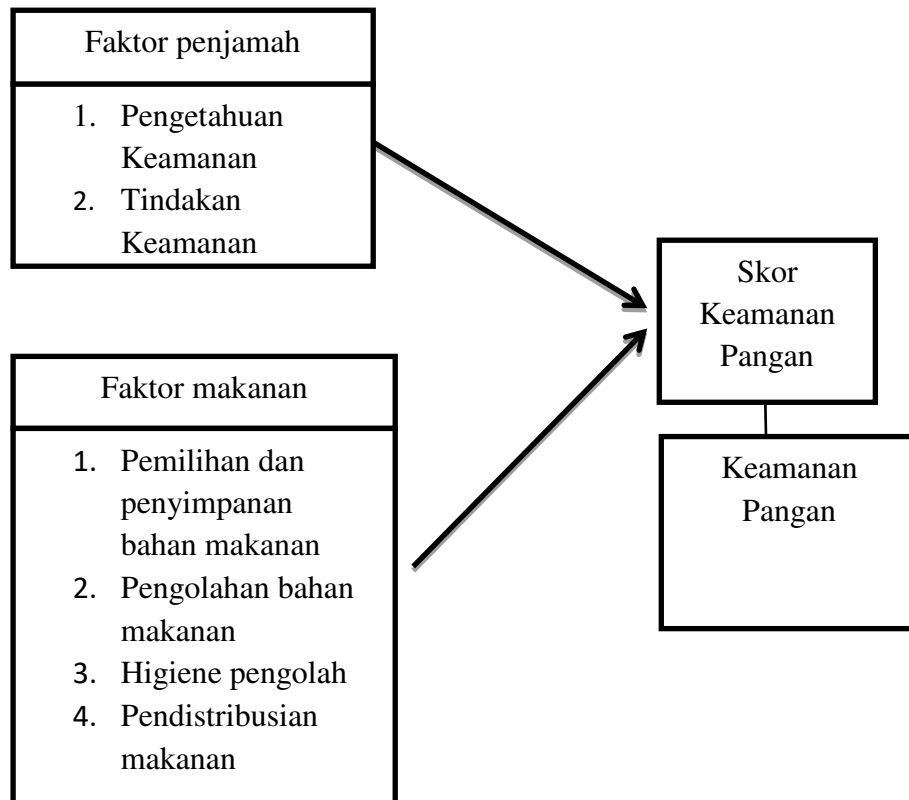 Faktor penjamah
1. Pengetahuan
Keamanan
2. Tindakan
Keamanan
Faktor makanan
1. Pemilihan dan
penyimpanan
bahan makanan
2. Pengolahan bahan
makanan
3. Higiene pengolah
4. Pendistribusian
makanan
Skor
Keamanan
Pangan
Keamanan
Pangan